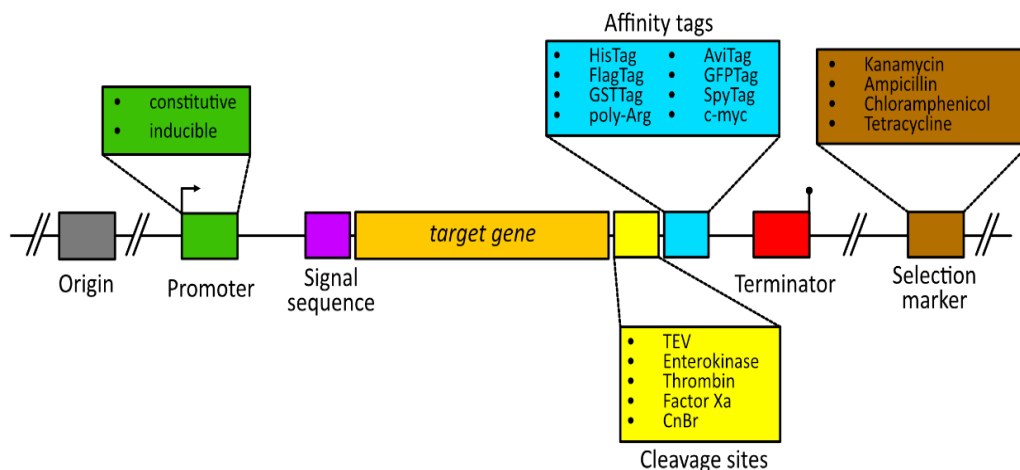 Affinity tags
HisTag
FlagTag
GSTTag
poly-Arg
AviTag
GFPTag
SpyTag
c-myc
Kanamycin
Ampicillin
Chloramphenicol
Tetracycline
constitutive
inducible
target gene
Origin
Promoter
Signal
sequence
Terminator
Selection
marker
TEV
Enterokinase
Thrombin
Factor Xa
CnBr
Cleavage sites